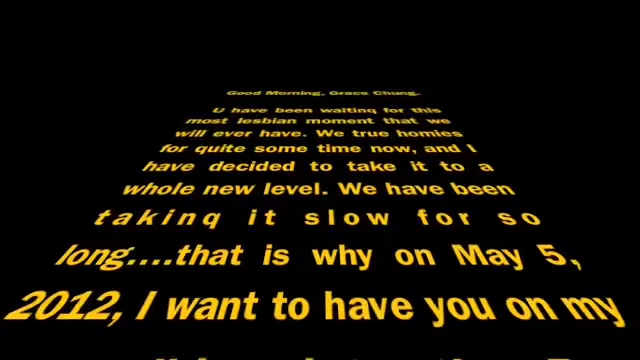 Good Morning, Grace Chung.
U have been waiting for this
most lesbian moment that we
will ever have. We true homies
for quite some time now, and I
have decided to take it to a
whole new level. We have been
taking it slow for so
long....that is why on May 5,
2012, I want to have you on my